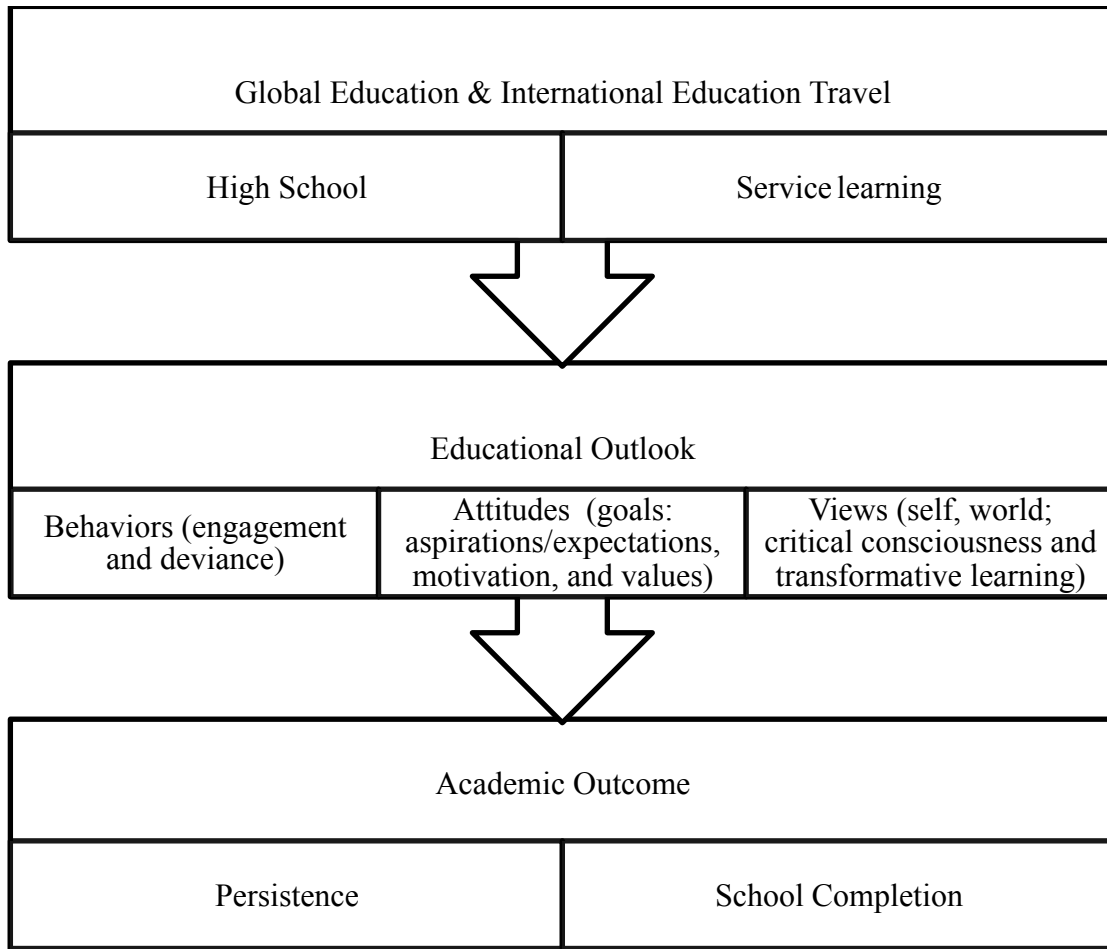 Global Education & International Education Travel
High School
Service learning
Educational Outlook
Behaviors (engagement
and deviance)
Attitudes (goals:
aspirations/expectations,
motivation, and values)
Views (self, world;
critical consciousness and
transformative learning)
Academic Outcome
Persistence
School Completion